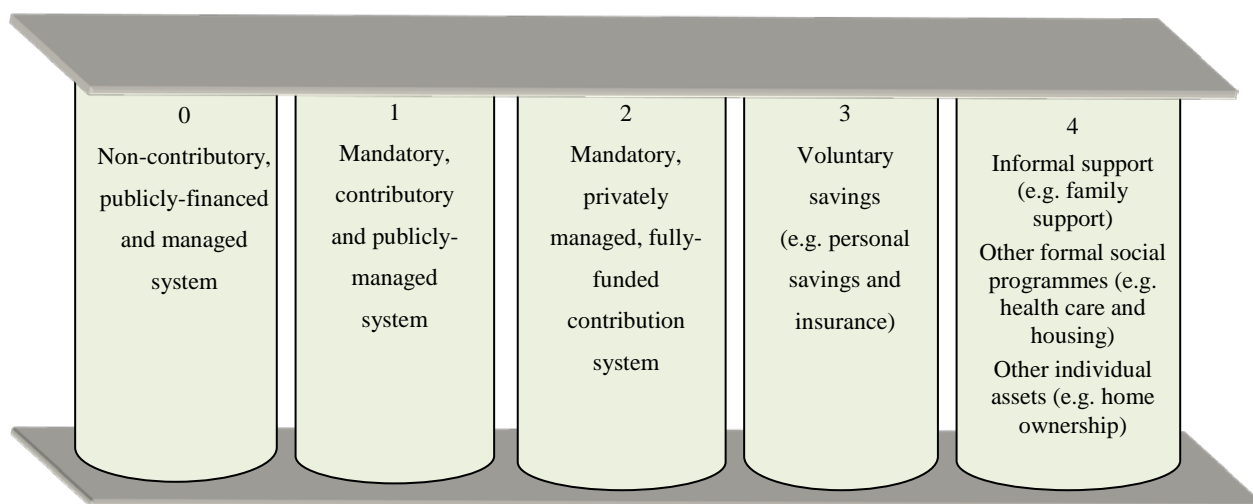 0
Non-contributory,
publicly-financed
and managed
system
1
Mandatory,
contributory
and publicly-
managed
system
2
Mandatory,
privately
managed, fully-
funded
contribution
system
3
Voluntary
savings
(e.g. personal
savings and
insurance)
4
Informal support
(e.g. family
support)
Other formal social
programmes (e.g.
health care and
housing)
Other individual
assets (e.g. home
ownership)